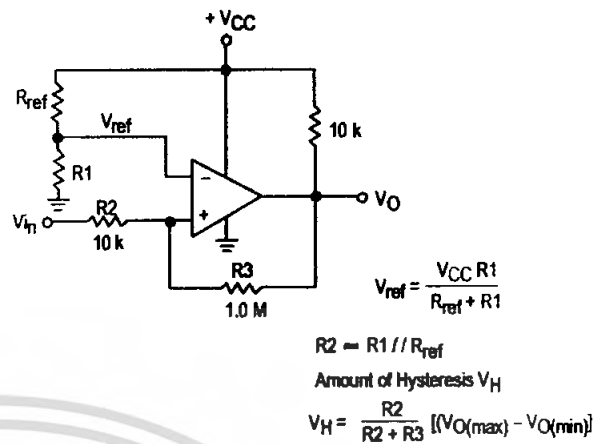 + VCC
Rref
Vref
10 k
R1
−
VO
Vin
R2
+
10 k
R3
1.0 M
Vref = VCC R1 / Rref + R1
R2 ≃ R1 // Rref
Amount of Hysteresis VH
VH = R2 / R2 + R3 [(VO(max) − VO(min)]